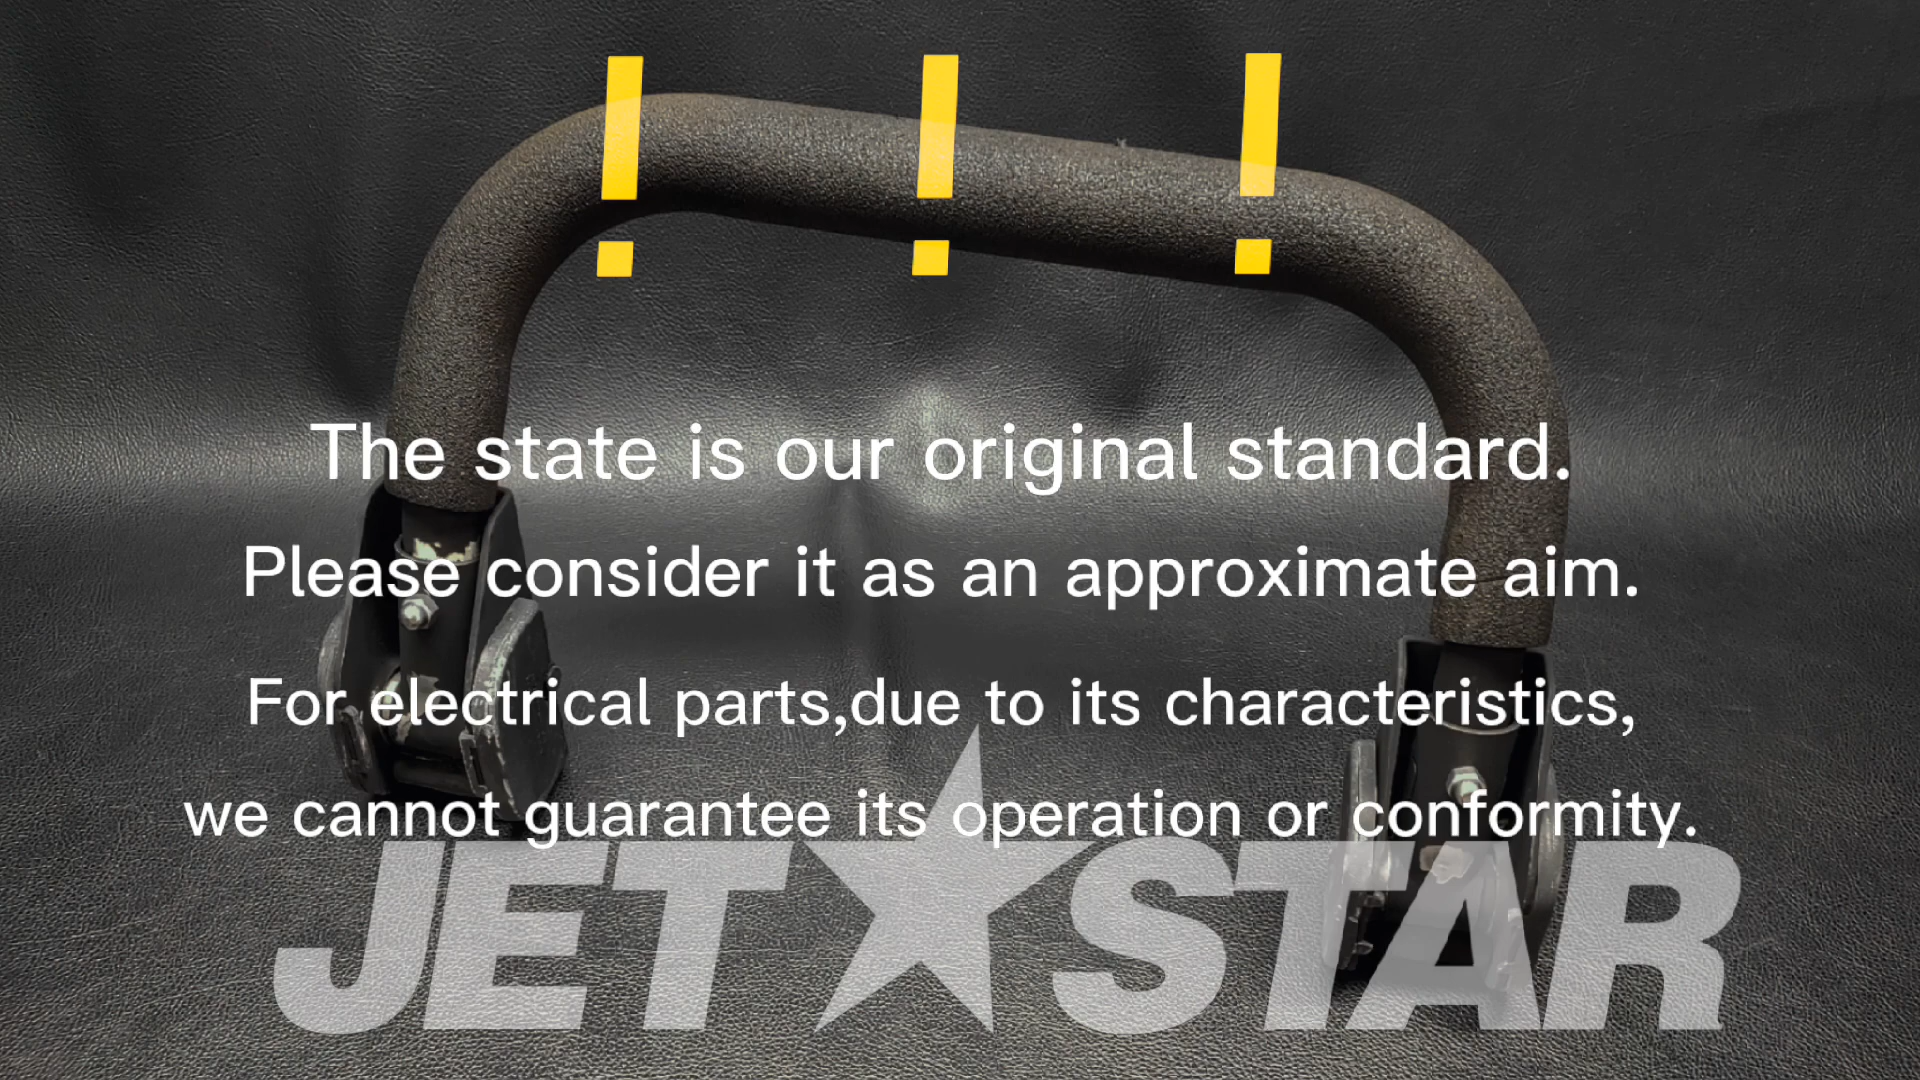 ! ! !
The state is our original standard.
Please consider it as an approximate aim.
For electrical parts,due to its characteristics,
we cannot guarantee its operation or conformity.
JET★STAR